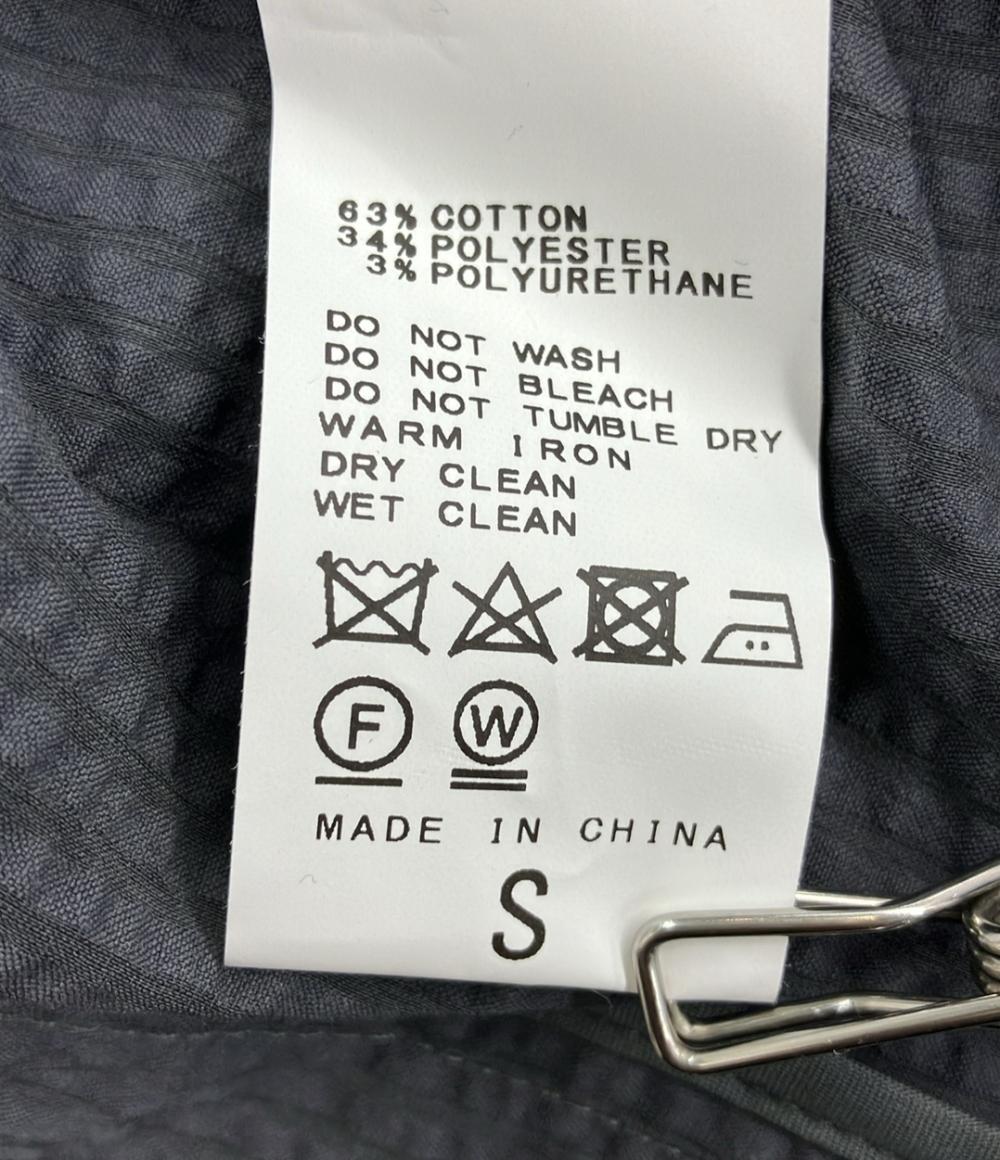 63% COTTON
34% POLYESTER
3% POLYURETHANE
DO NOT WASH
DO NOT BLEACH
DO NOT TUMBLE DRY
WARM IRON
DRY CLEAN
WET CLEAN
F W
MADE IN CHINA
S